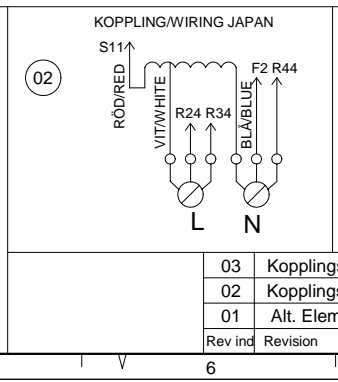 KOPPLING/WIRING JAPAN
S11
02
RÖD/RED
VIT/WHITE
R24 R34
BLÅ/BLUE
F2 R44
L N
03 Kopplings
02 Kopplings
01 Alt. Elem
Rev ind Revision
6